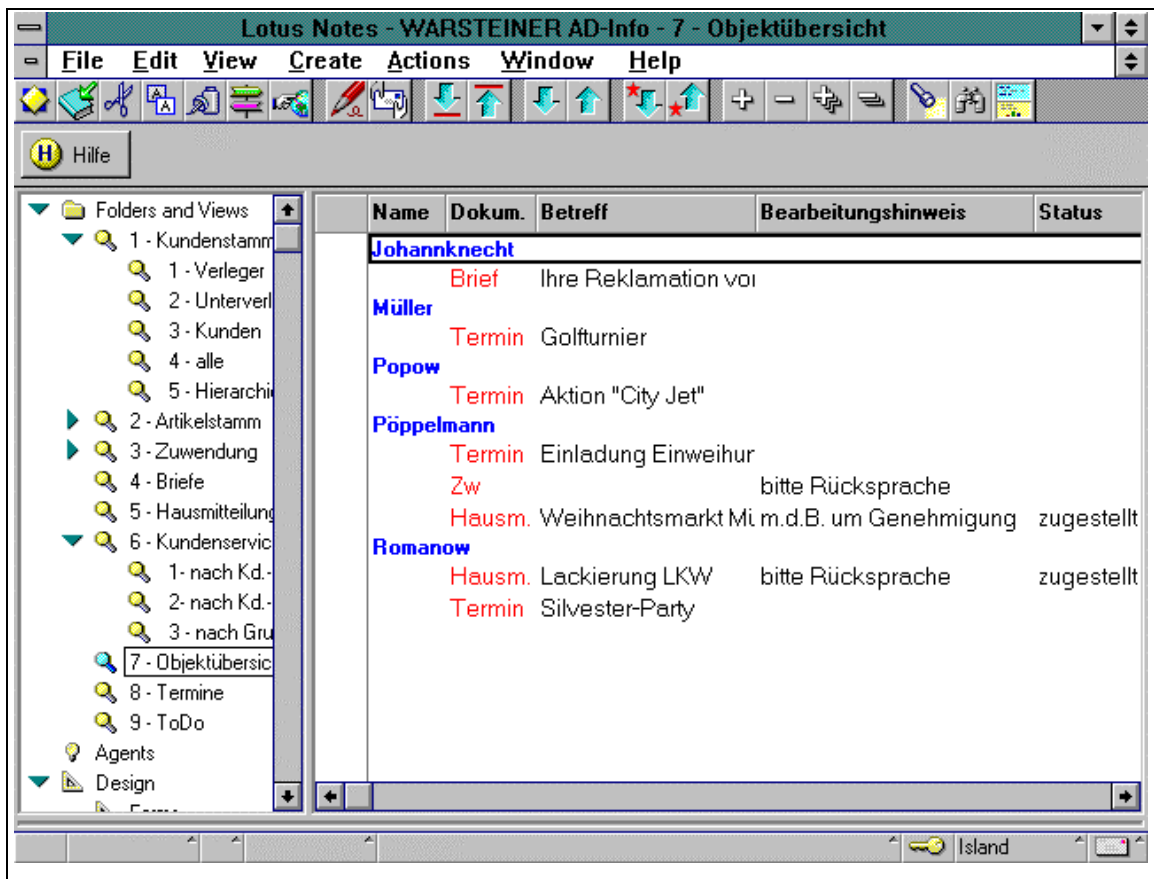 Lotus Notes - WARSTEINER AD-Info - 7 - Objektübersicht
File Edit View Create Actions Window Help
H Hilfe
Folders and Views
1 - Kundenstamm
1 - Verleger
2 - Unterverl
3 - Kunden
4 - alle
5 - Hierarchi
2 - Artikelstamm
3 - Zuwendung
4 - Briefe
5 - Hausmitteilung
6 - Kundenservic
1- nach Kd.-
2- nach Kd.-
3 - nach Gru
7 - Objektübersic
8 - Termine
9 - ToDo
Agents
Design
Name Dokum. Betreff Bearbeitungshinweis Status
Johannknecht
Brief Ihre Reklamation vor
Müller
Termin Golfturnier
Popow
Termin Aktion "City Jet"
Pöppelmann
Termin Einladung Einweihur
Zw bitte Rücksprache
Hausm. Weihnachtsmarkt Mü m.d.B. um Genehmigung zugestellt
Romanow
Hausm. Lackierung LKW bitte Rücksprache zugestellt
Termin Silvester-Party
Island